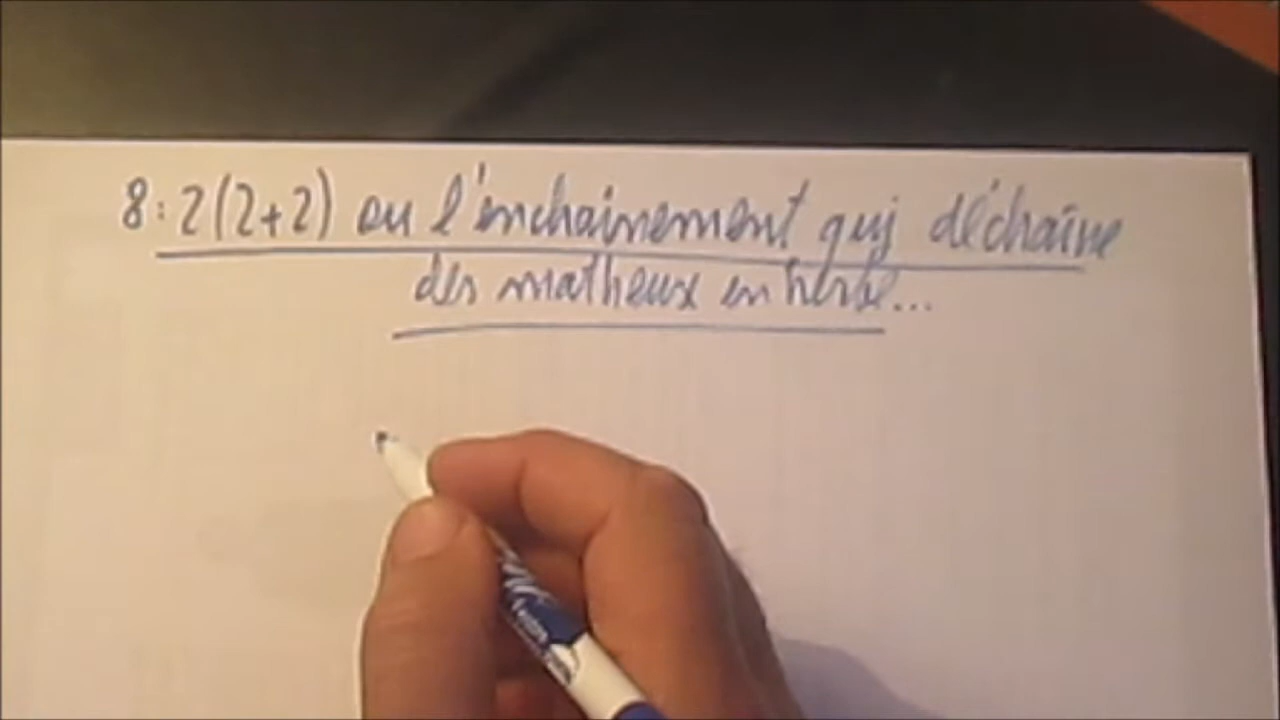 8:2(2+2) ou l'enchainement qui déchaîne
des matheux en herbe...